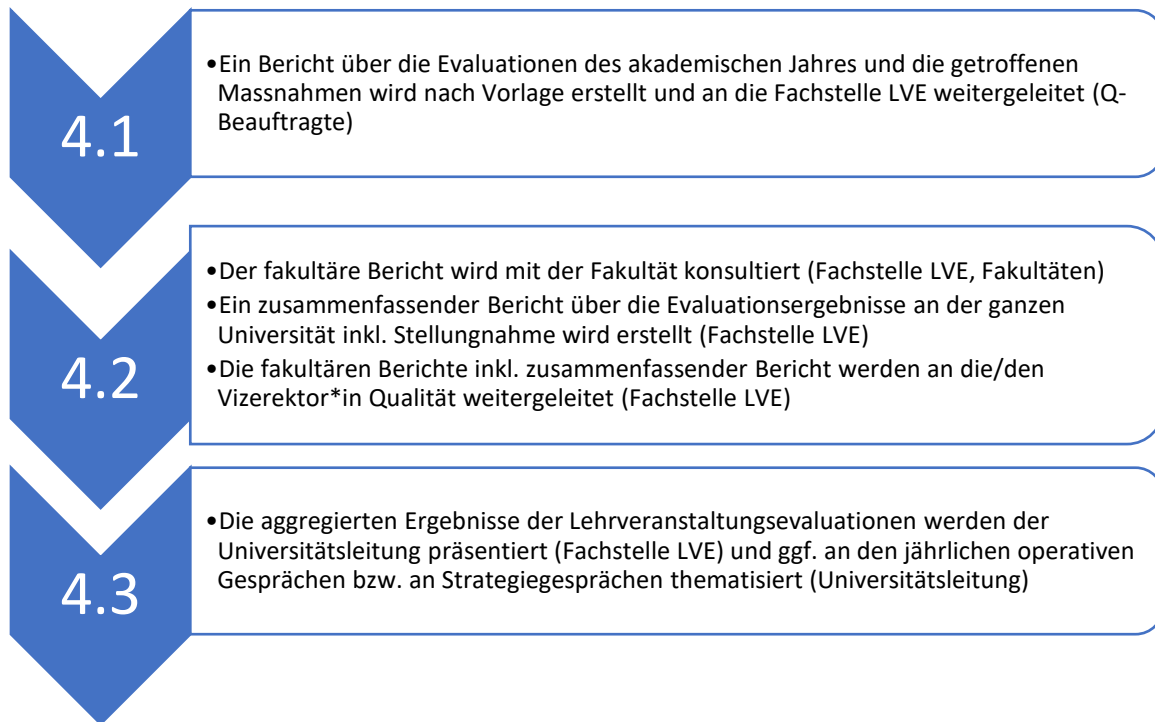 4.1
•Ein Bericht über die Evaluationen des akademischen Jahres und die getroffenen
Massnahmen wird nach Vorlage erstellt und an die Fachstelle LVE weitergeleitet (Q-
Beauftragte)
4.2
•Der fakultäre Bericht wird mit der Fakultät konsultiert (Fachstelle LVE, Fakultäten)
•Ein zusammenfassender Bericht über die Evaluationsergebnisse an der ganzen
Universität inkl. Stellungnahme wird erstellt (Fachstelle LVE)
•Die fakultären Berichte inkl. zusammenfassender Bericht werden an die/den
Vizerektor*in Qualität weitergeleitet (Fachstelle LVE)
4.3
•Die aggregierten Ergebnisse der Lehrveranstaltungsevaluationen werden der
Universitätsleitung präsentiert (Fachstelle LVE) und ggf. an den jährlichen operativen
Gesprächen bzw. an Strategiegesprächen thematisiert (Universitätsleitung)